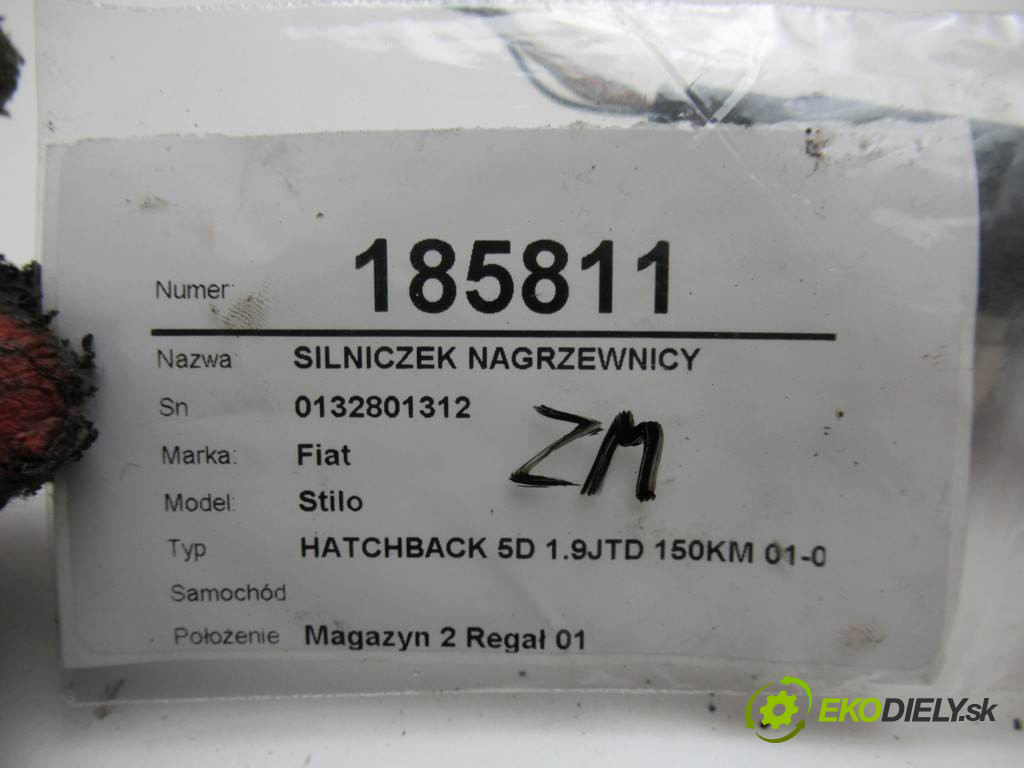 Numer: 185811
Nazwa: SILNICZEK NAGRZEWNICY
Sn 0132801312
ZM
Marka: Fiat
Model: Stilo
Typ HATCHBACK 5D 1.9JTD 150KM 01-0
Samochód
Położenie Magazyn 2 Regał 01
EKODIELY.sk